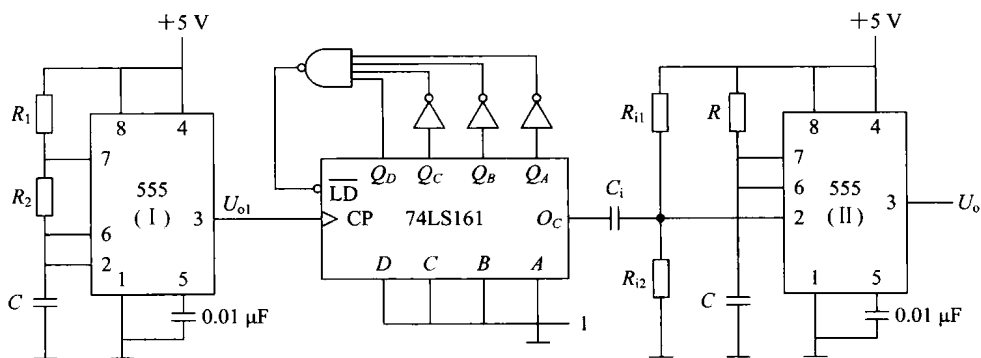 +5 V
+5 V
R1
R2
C
8
4
7
6
2
1
5
3
555
(Ⅰ)
0.01 μF
Uo1
LD
CP
74LS161
QD
QC
QB
QA
OC
D
C
B
A
1
Ci
Ri1
Ri2
R
C
8
4
7
6
2
1
5
3
555
(Ⅱ)
0.01 μF
Uo